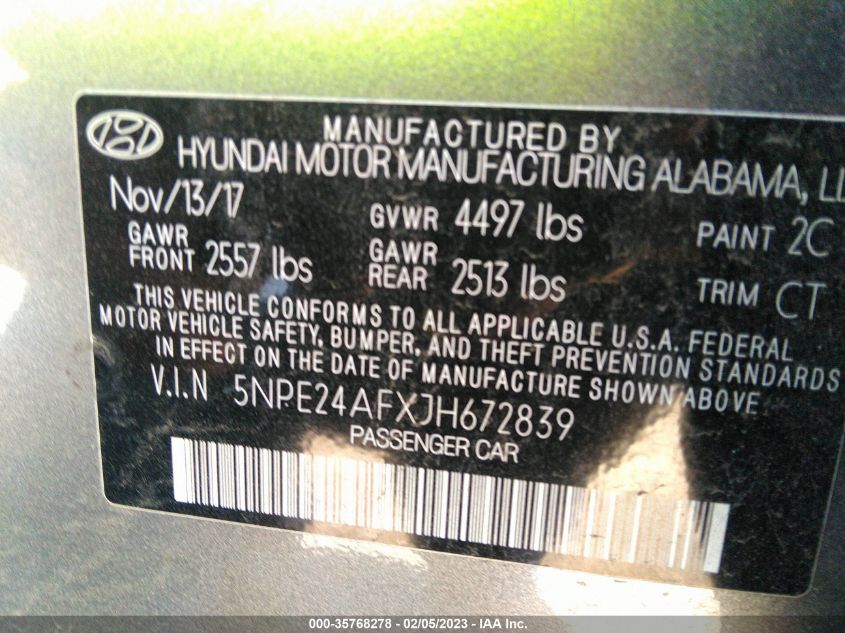 MANUFACTURED BY
HYUNDAI MOTOR MANUFACTURING ALABAMA, LL
Nov/13/17 GVWR 4497 lbs PAINT 2C
GAWR FRONT 2557 lbs GAWR REAR 2513 lbs TRIM CT
THIS VEHICLE CONFORMS TO ALL APPLICABLE U.S.A. FEDERAL
MOTOR VEHICLE SAFETY, BUMPER, AND THEFT PREVENTION STANDARDS
IN EFFECT ON THE DATE OF MANUFACTURE SHOWN ABOVE
V.I.N 5NPE24AFXJH672839
PASSENGER CAR
000-35768278 - 02/05/2023 - IAA Inc.